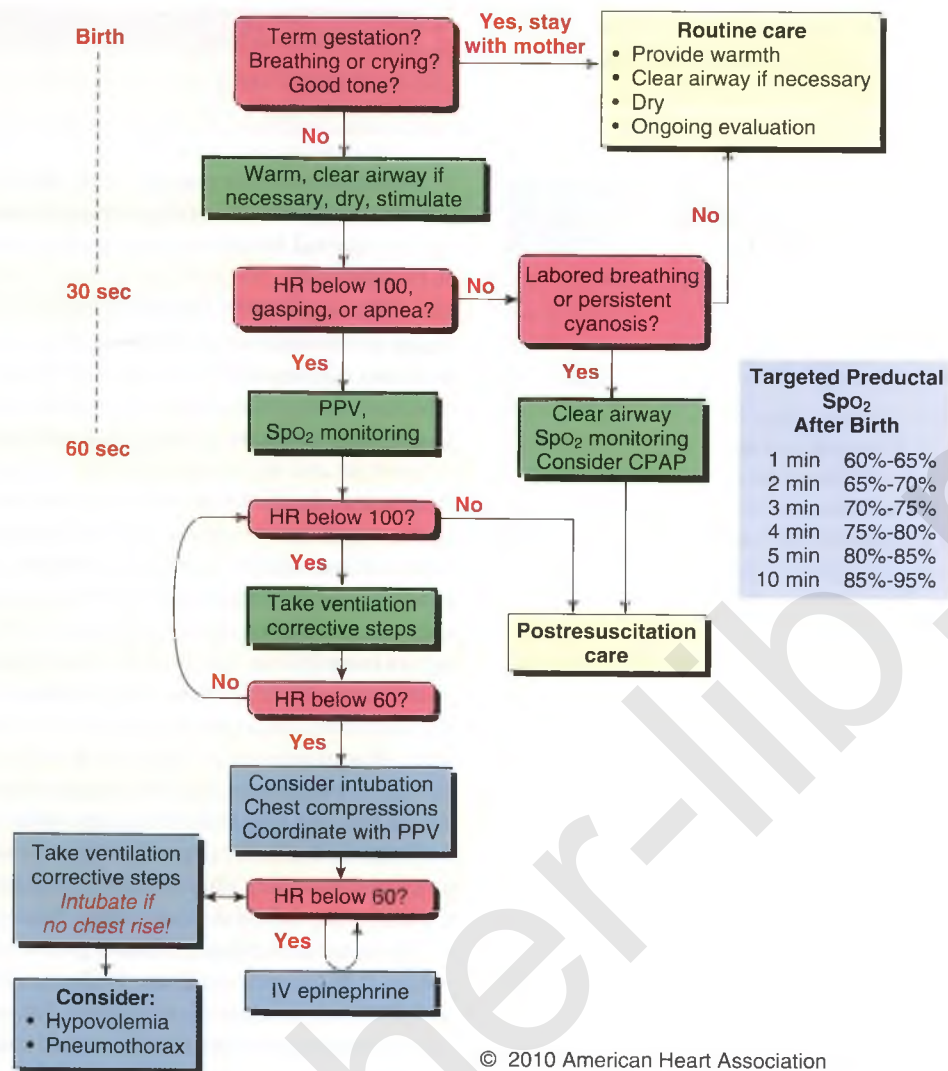 Birth
Term gestation?
Breathing or crying?
Good tone?
Yes, stay
with mother
Routine care
• Provide warmth
• Clear airway if necessary
• Dry
• Ongoing evaluation
No
Warm, clear airway if
necessary, dry, stimulate
No
30 sec
HR below 100,
gasping, or apnea?
No
Labored breathing
or persistent
cyanosis?
Yes
Yes
60 sec
PPV,
SpO2 monitoring
Clear airway
SpO2 monitoring
Consider CPAP
Targeted Preductal
SpO2
After Birth
1 min 60%-65%
2 min 65%-70%
3 min 70%-75%
4 min 75%-80%
5 min 80%-85%
10 min 85%-95%
HR below 100?
No
Yes
Take ventilation
corrective steps
Postresuscitation
care
No
HR below 60?
Yes
Consider intubation
Chest compressions
Coordinate with PPV
Take ventilation
corrective steps
Intubate if
no chest rise!
HR below 60?
Yes
IV epinephrine
Consider:
• Hypovolemia
• Pneumothorax
© 2010 American Heart Association